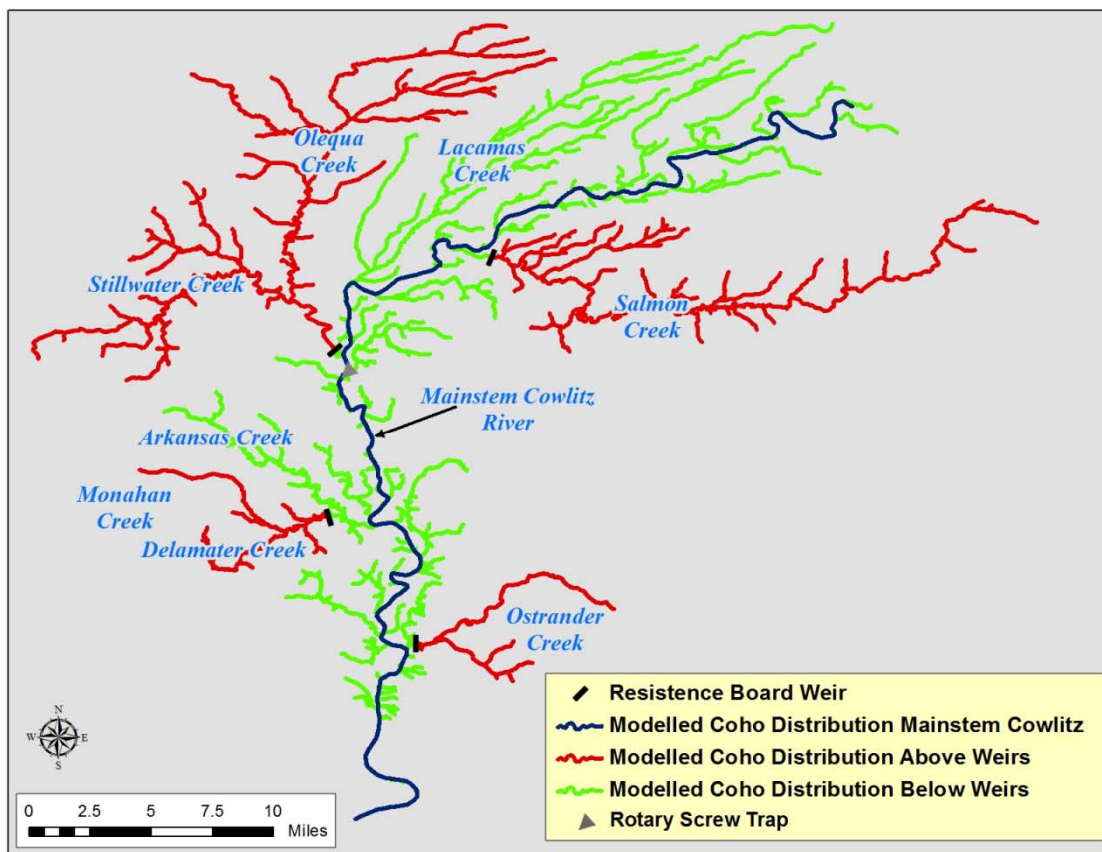 Olequa
Creek
Lacamas
Creek
Stillwater Creek
Salmon
Creek
Mainstem Cowlitz
River
Arkansas Creek
Monahan
Creek
Delamater Creek
Ostrander
Creek
N
W E
S
0 2.5 5 7.5 10
Miles
Resistence Board Weir
Modelled Coho Distribution Mainstem Cowlitz
Modelled Coho Distribution Above Weirs
Modelled Coho Distribution Below Weirs
Rotary Screw Trap